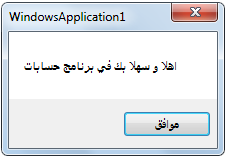 WindowsApplication1
اهلا و سهلا بك في برنامج حسابات
موافق